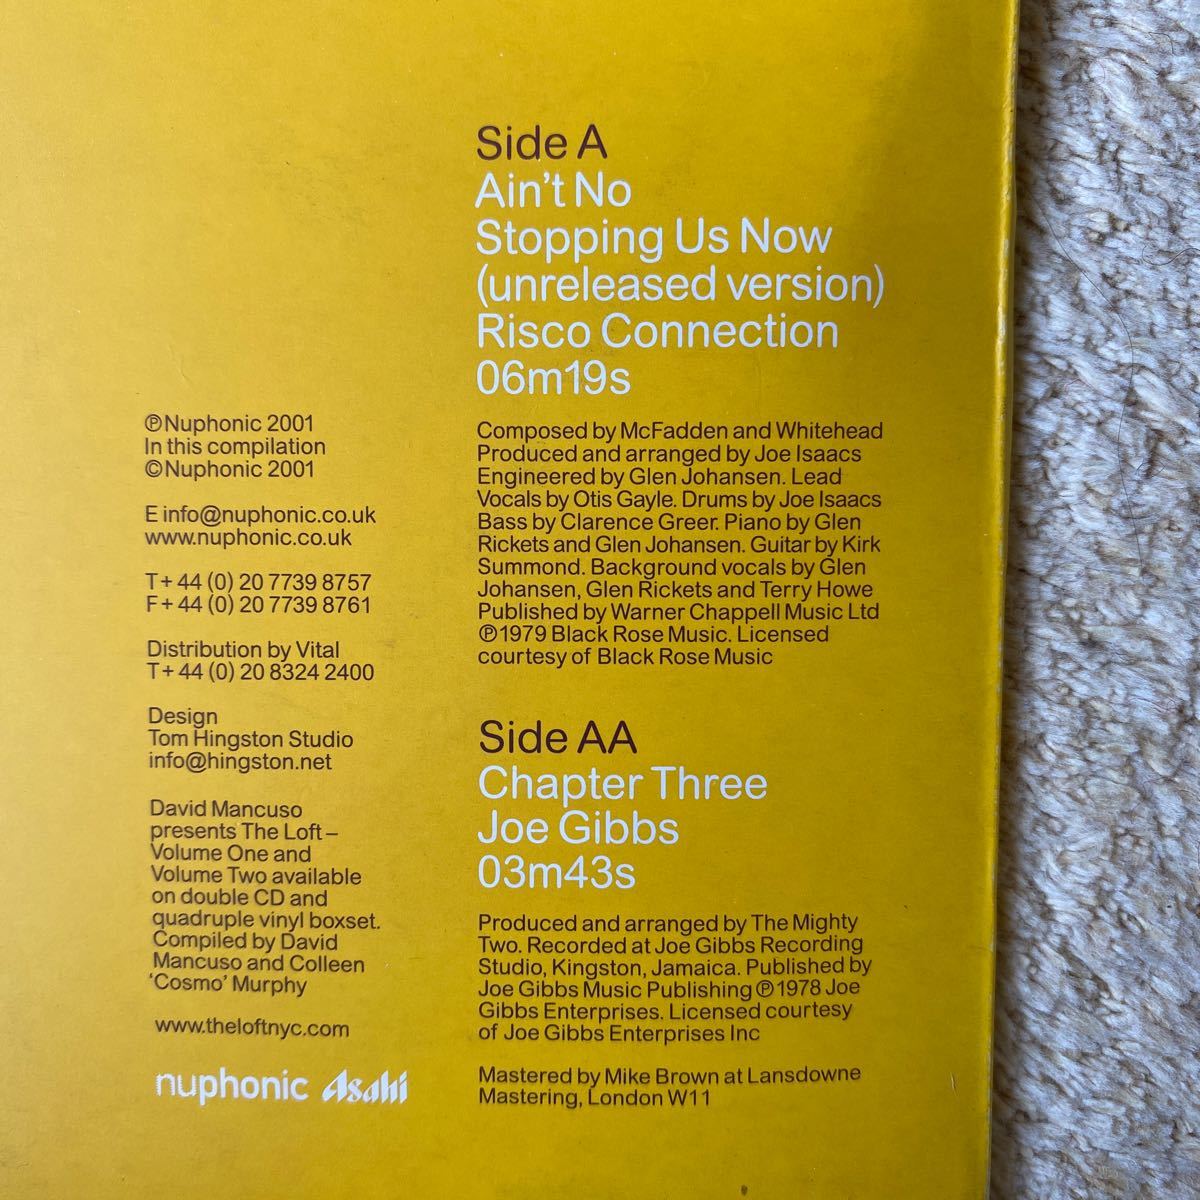 Side A
Ain't No
Stopping Us Now
(unreleased version)
Risco Connection
06m19s
Composed by McFadden and Whitehead
Produced and arranged by Joe Isaacs
Engineered by Glen Johansen. Lead
Vocals by Otis Gayle. Drums by Joe Isaacs
Bass by Clarence Greer. Piano by Glen
Rickets and Glen Johansen. Guitar by Kirk
Summond. Background vocals by Glen
Johansen, Glen Rickets and Terry Howe
Published by Warner Chappell Music Ltd
℗1979 Black Rose Music. Licensed
courtesy of Black Rose Music
Side AA
Chapter Three
Joe Gibbs
03m43s
Produced and arranged by The Mighty
Two. Recorded at Joe Gibbs Recording
Studio, Kingston, Jamaica. Published by
Joe Gibbs Music Publishing ℗1978 Joe
Gibbs Enterprises. Licensed courtesy
of Joe Gibbs Enterprises Inc
Mastered by Mike Brown at Lansdowne
Mastering, London W11
℗Nuphonic 2001
In this compilation
©Nuphonic 2001
E info@nuphonic.co.uk
www.nuphonic.co.uk
T+44 (0) 20 7739 8757
F+44 (0) 20 7739 8761
Distribution by Vital
T+44 (0) 20 8324 2400
Design
Tom Hingston Studio
info@hingston.net
David Mancuso
presents The Loft –
Volume One and
Volume Two available
on double CD and
quadruple vinyl boxset.
Compiled by David
Mancuso and Colleen
'Cosmo' Murphy
www.theloftnyc.com
nuphonic Asahi